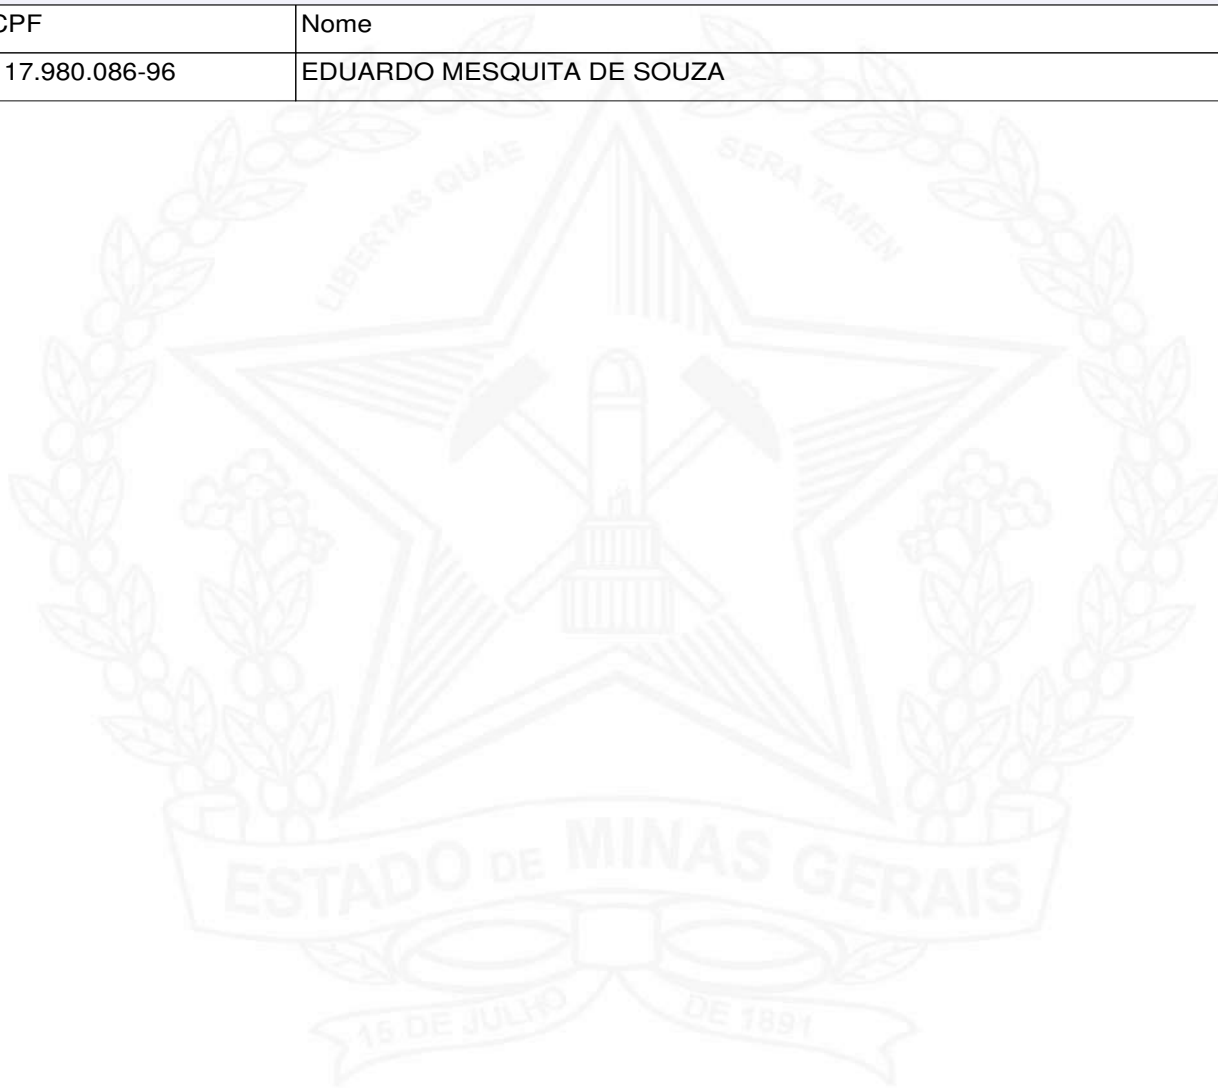 CPF Nome
17.980.086-96 EDUARDO MESQUITA DE SOUZA
LIBERTAS QUAE SERA TAMEN
ESTADO DE MINAS GERAIS
15 DE JULHO DE 1891